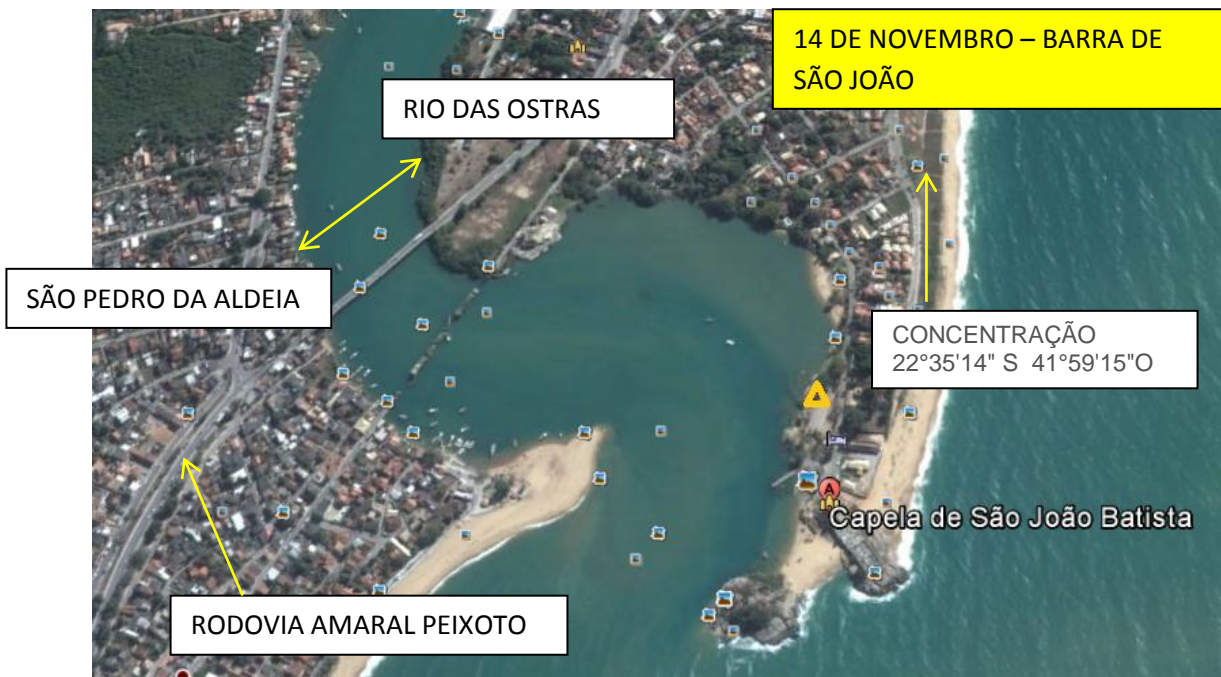 14 DE NOVEMBRO – BARRA DE
SÃO JOÃO
RIO DAS OSTRAS
SÃO PEDRO DA ALDEIA
CONCENTRAÇÃO
22°35'14" S 41°59'15"O
A
Capela de São João Batista
RODOVIA AMARAL PEIXOTO